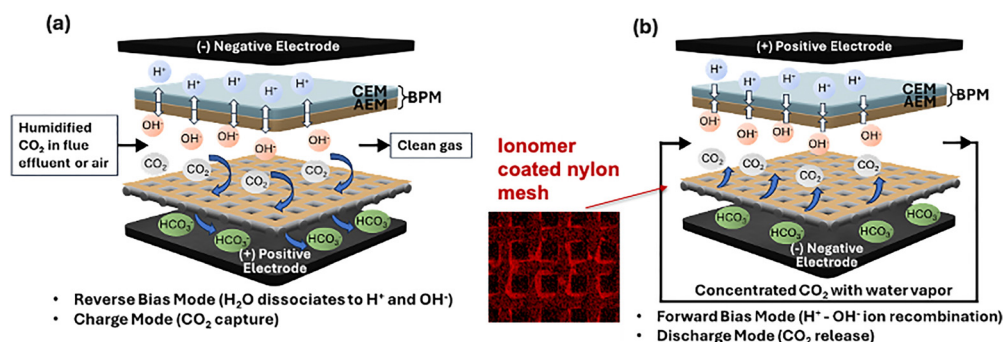 (a)
(-) Negative Electrode
H⁺ H⁺ H⁺ H⁺ H⁺
CEM
AEM
BPM
OH⁻ OH⁻ OH⁻ OH⁻ OH⁻
Humidified
CO₂ in flue
effluent or air
Clean gas
CO₂ CO₂ CO₂ CO₂
HCO₃⁻ HCO₃⁻ HCO₃⁻ HCO₃⁻
(+) Positive
Electrode
• Reverse Bias Mode (H₂O dissociates to H⁺ and OH⁻)
• Charge Mode (CO₂ capture)
Ionomer
coated nylon
mesh
(b)
(+) Positive Electrode
H⁺ H⁺ H⁺ H⁺ H⁺
CEM
AEM
BPM
OH⁻ OH⁻ OH⁻ OH OH⁻
CO₂ CO₂ CO₂ CO₂
HCO₃⁻ HCO₃⁻ HCO₃⁻ HCO₃⁻
(-) Negative
Electrode
Concentrated CO₂ with water vapor
• Forward Bias Mode (H⁺ - OH⁻ ion recombination)
• Discharge Mode (CO₂ release)